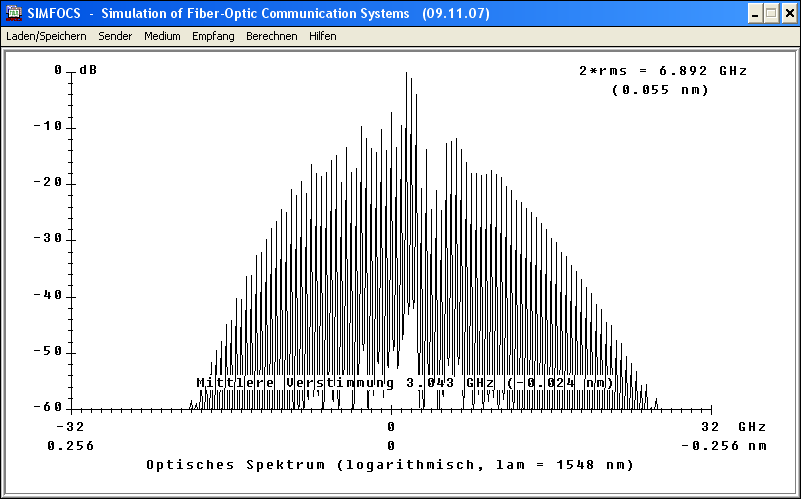 SIMFOCS - Simulation of Fiber-Optic Communication Systems (09.11.07)
Laden/Speichern Sender Medium Empfang Berechnen Hilfen
0 dB
2*rms = 6.892 GHz
(0.055 nm)
-10
-20
-30
-40
-50
Mittlere Verstimmung 3.043 GHz (-0.024 nm)
-60
-32 0 32 GHz
0.256 0 -0.256 nm
Optisches Spektrum (logarithmisch, lam = 1548 nm)